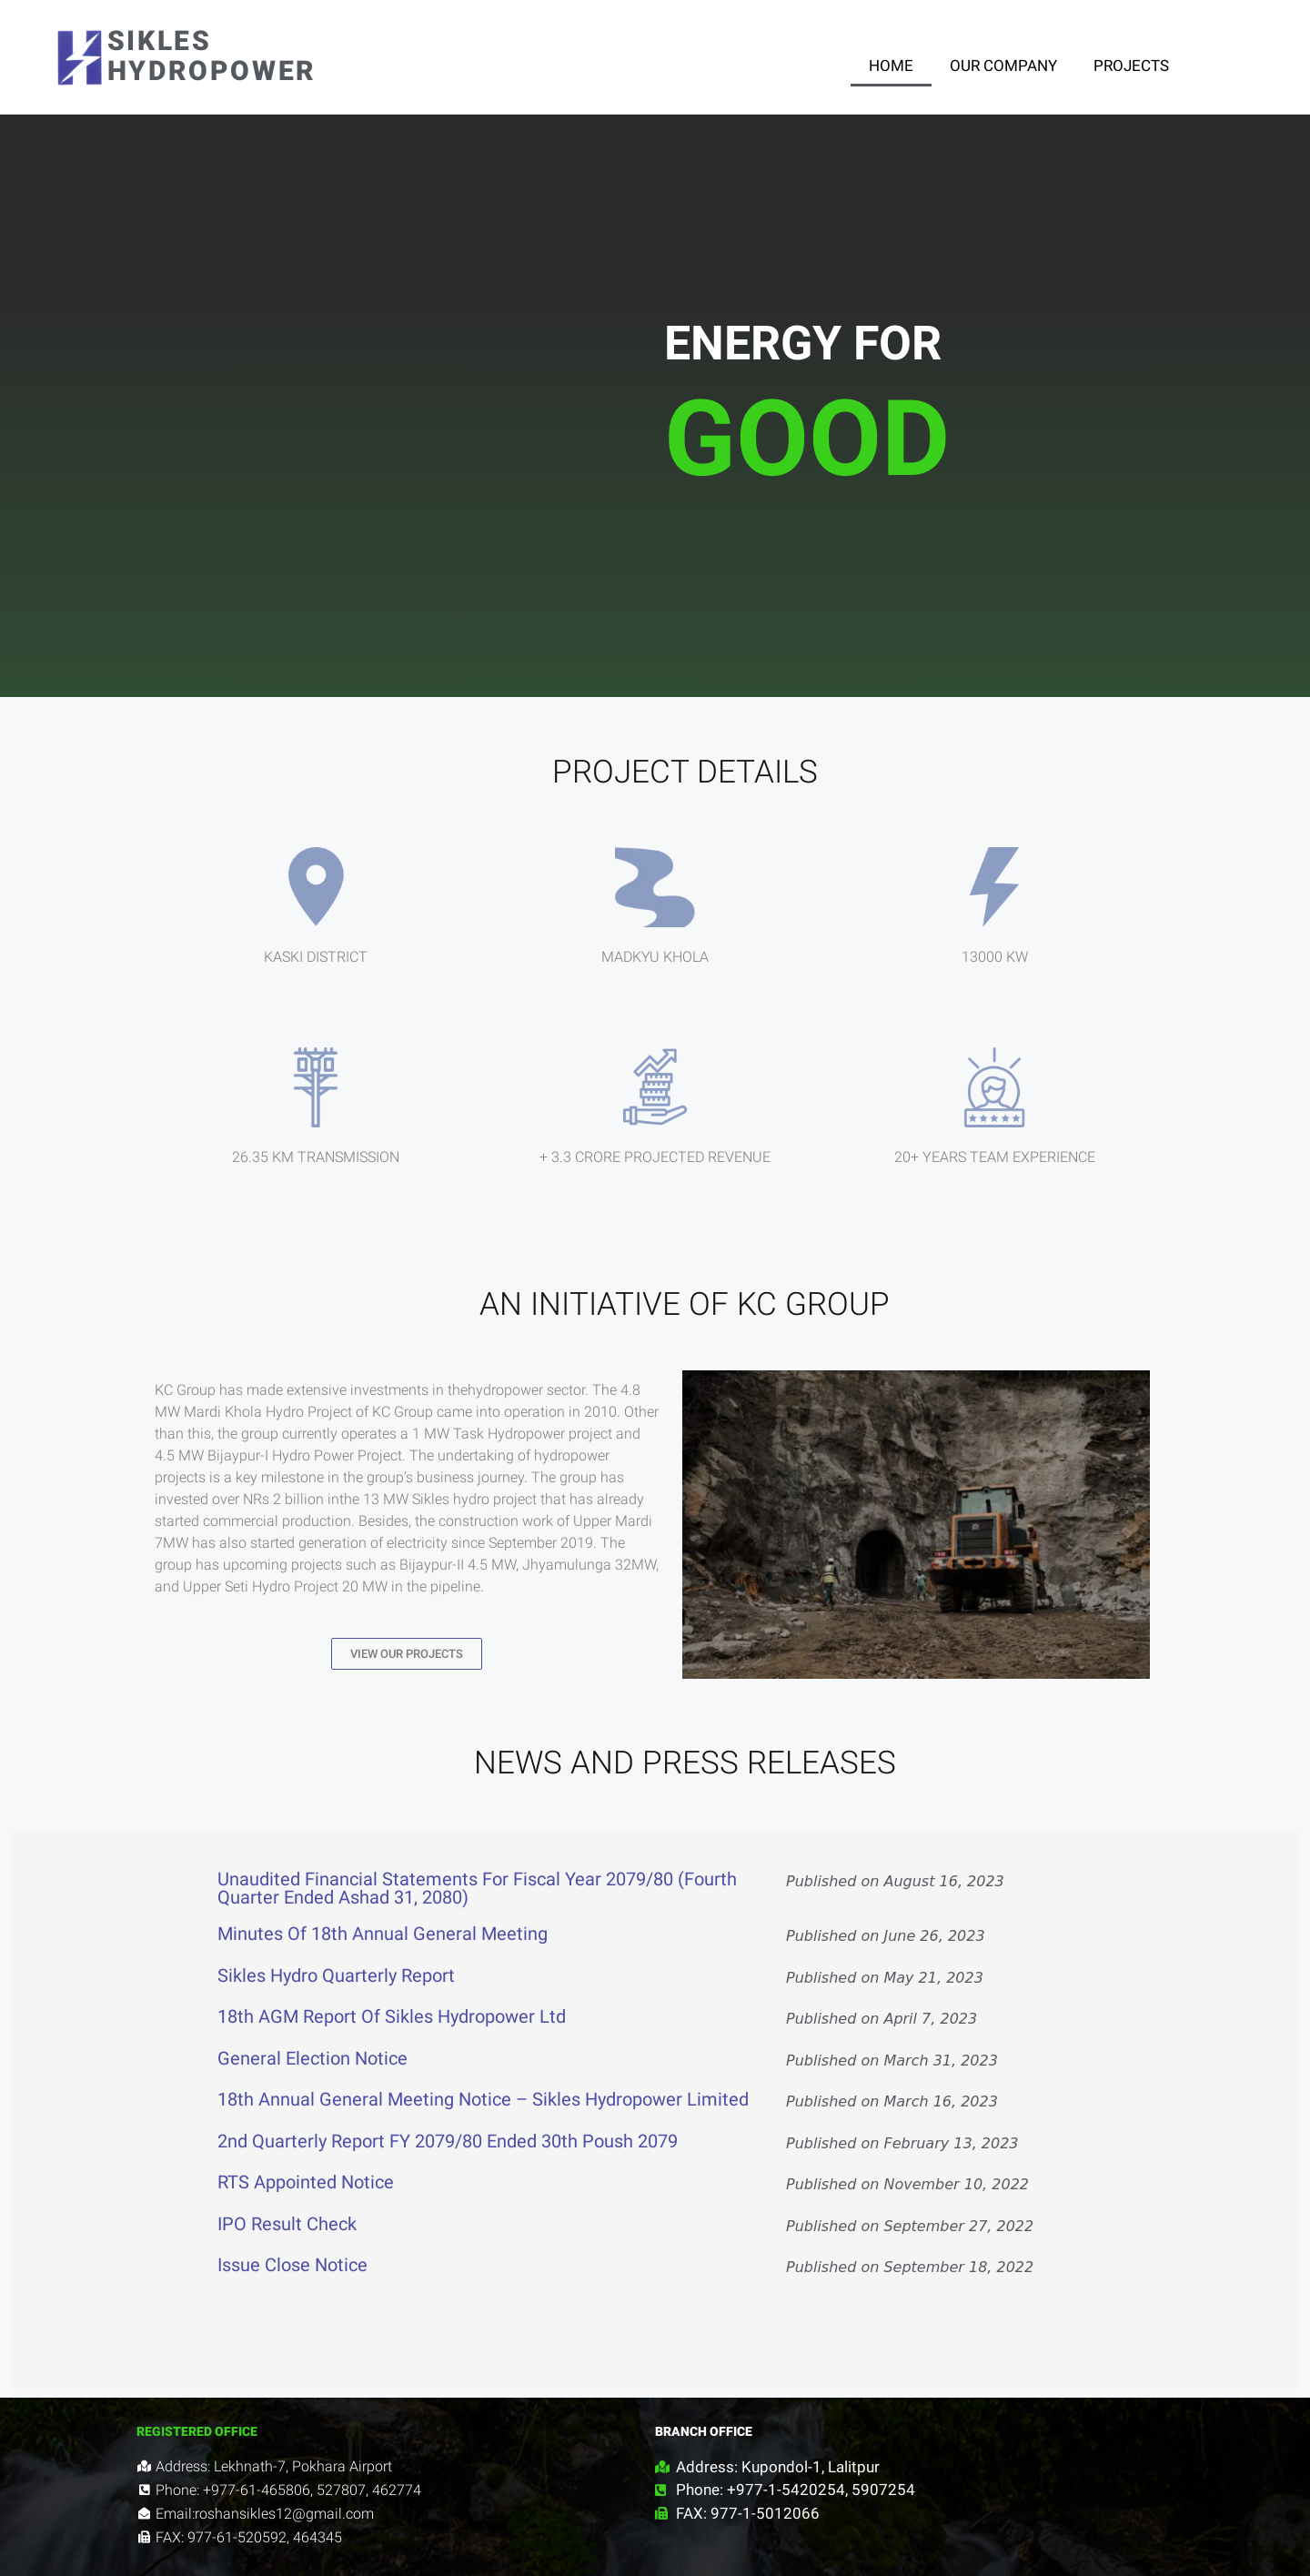 SIKLES
HYDROPOWER
HOME
OUR COMPANY
PROJECTS
ENERGY FOR
GOOD
PROJECT DETAILS
KASKI DISTRICT
MADKYU KHOLA
13000 KW
26.35 KM TRANSMISSION
+ 3.3 CRORE PROJECTED REVENUE
20+ YEARS TEAM EXPERIENCE
AN INITIATIVE OF KC GROUP
KC Group has made extensive investments in thehydropower sector. The 4.8
MW Mardi Khola Hydro Project of KC Group came into operation in 2010. Other
than this, the group currently operates a 1 MW Task Hydropower project and
4.5 MW Bijaypur-I Hydro Power Project. The undertaking of hydropower
projects is a key milestone in the group's business journey. The group has
invested over NRs 2 billion inthe 13 MW Sikles hydro project that has already
started commercial production. Besides, the construction work of Upper Mardi
7MW has also started generation of electricity since September 2019. The
group has upcoming projects such as Bijaypur-II 4.5 MW, Jhyamulunga 32MW,
and Upper Seti Hydro Project 20 MW in the pipeline.
VIEW OUR PROJECTS
NEWS AND PRESS RELEASES
Unaudited Financial Statements For Fiscal Year 2079/80 (Fourth
Quarter Ended Ashad 31, 2080)
Published on August 16, 2023
Minutes Of 18th Annual General Meeting
Published on June 26, 2023
Sikles Hydro Quarterly Report
Published on May 21, 2023
18th AGM Report Of Sikles Hydropower Ltd
Published on April 7, 2023
General Election Notice
Published on March 31, 2023
18th Annual General Meeting Notice – Sikles Hydropower Limited
Published on March 16, 2023
2nd Quarterly Report FY 2079/80 Ended 30th Poush 2079
Published on February 13, 2023
RTS Appointed Notice
Published on November 10, 2022
IPO Result Check
Published on September 27, 2022
Issue Close Notice
Published on September 18, 2022
REGISTERED OFFICE
Address: Lekhnath-7, Pokhara Airport
Phone: +977-61-465806, 527807, 462774
Email:roshansikles12@gmail.com
FAX: 977-61-520592, 464345
BRANCH OFFICE
Address: Kupondol-1, Lalitpur
Phone: +977-1-5420254, 5907254
FAX: 977-1-5012066